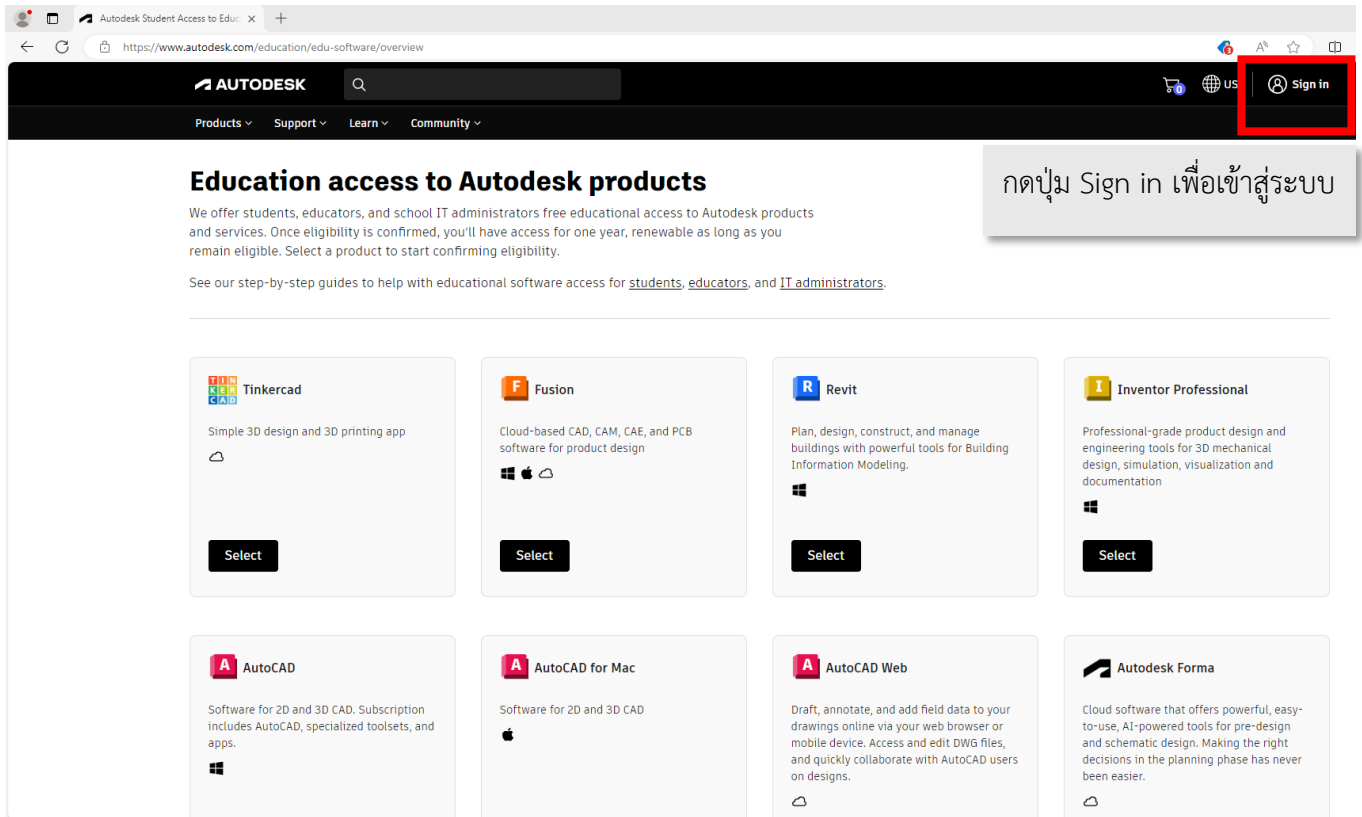 Autodesk Student Access to Educ
https://www.autodesk.com/education/edu-software/overview
3
AUTODESK
0
US
Sign in
Products
Support
Learn
Community
Education access to Autodesk products
กดปุ่ม Sign in เพื่อเข้าสู่ระบบ
We offer students, educators, and school IT administrators free educational access to Autodesk products
and services. Once eligibility is confirmed, you'll have access for one year, renewable as long as you
remain eligible. Select a product to start confirming eligibility.
See our step-by-step guides to help with educational software access for students, educators, and IT administrators.
TIN
KER
CAD
Tinkercad
Simple 3D design and 3D printing app
Select
F
Fusion
Cloud-based CAD, CAM, CAE, and PCB
software for product design
Select
R
Revit
Plan, design, construct, and manage
buildings with powerful tools for Building
Information Modeling.
Select
I
Inventor Professional
Professional-grade product design and
engineering tools for 3D mechanical
design, simulation, visualization and
documentation
Select
A
AutoCAD
Software for 2D and 3D CAD. Subscription
includes AutoCAD, specialized toolsets, and
apps.
A
AutoCAD for Mac
Software for 2D and 3D CAD
A
AutoCAD Web
Draft, annotate, and add field data to your
drawings online via your web browser or
mobile device. Access and edit DWG files,
and quickly collaborate with AutoCAD users
on designs.
Autodesk Forma
Cloud software that offers powerful, easy-
to-use, AI-powered tools for pre-design
and schematic design. Making the right
decisions in the planning phase has never
been easier.